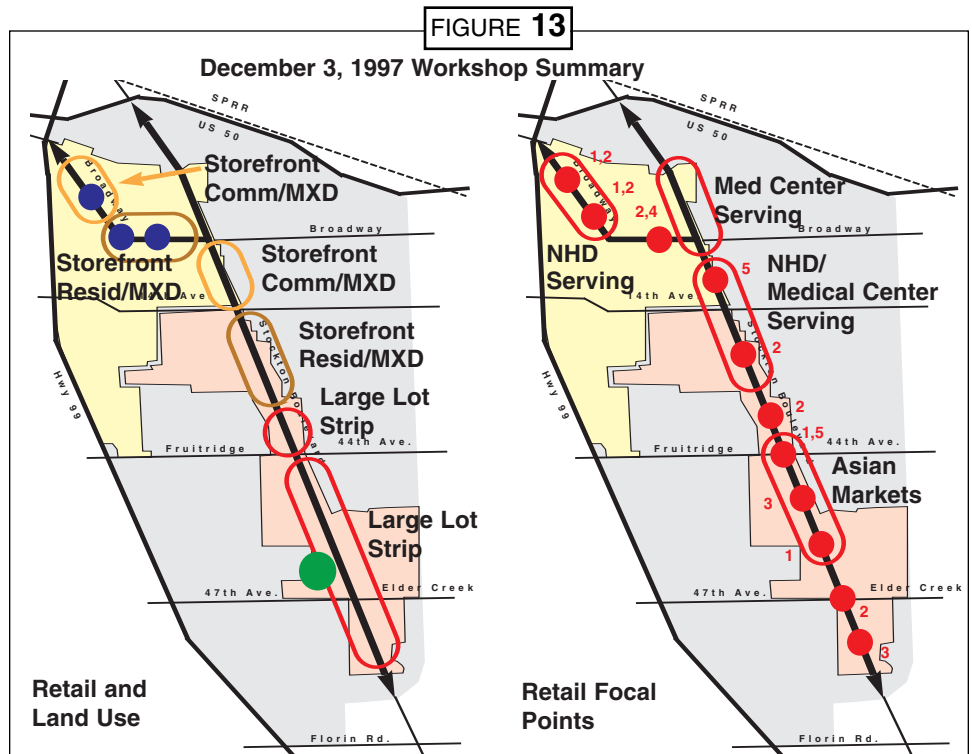 FIGURE 13
December 3, 1997 Workshop Summary
SPRR
US 50
Storefront
Comm/MXD
Broadway
Broadway
Storefront
Resid/MXD
Storefront
Comm/MXD
14th Ave.
Storefront
Resid/MXD
Stockton Boulevard
Hwy 99
Large Lot
Strip
Fruitridge
44th Ave.
Large Lot
Strip
47th Ave.
Elder Creek
Retail and
Land Use
Florin Rd.
SPRR
US 50
1,2
Broadway
1,2
2,4
Med Center
Serving
Broadway
NHD
Serving
5
NHD/
Medical Center
Serving
14th Ave.
Stockton Boulevard
2
Hwy 99
2
1,5
Fruitridge
44th Ave.
Asian
Markets
3
1
47th Ave.
Elder Creek
2
3
Retail Focal
Points
Florin Rd.